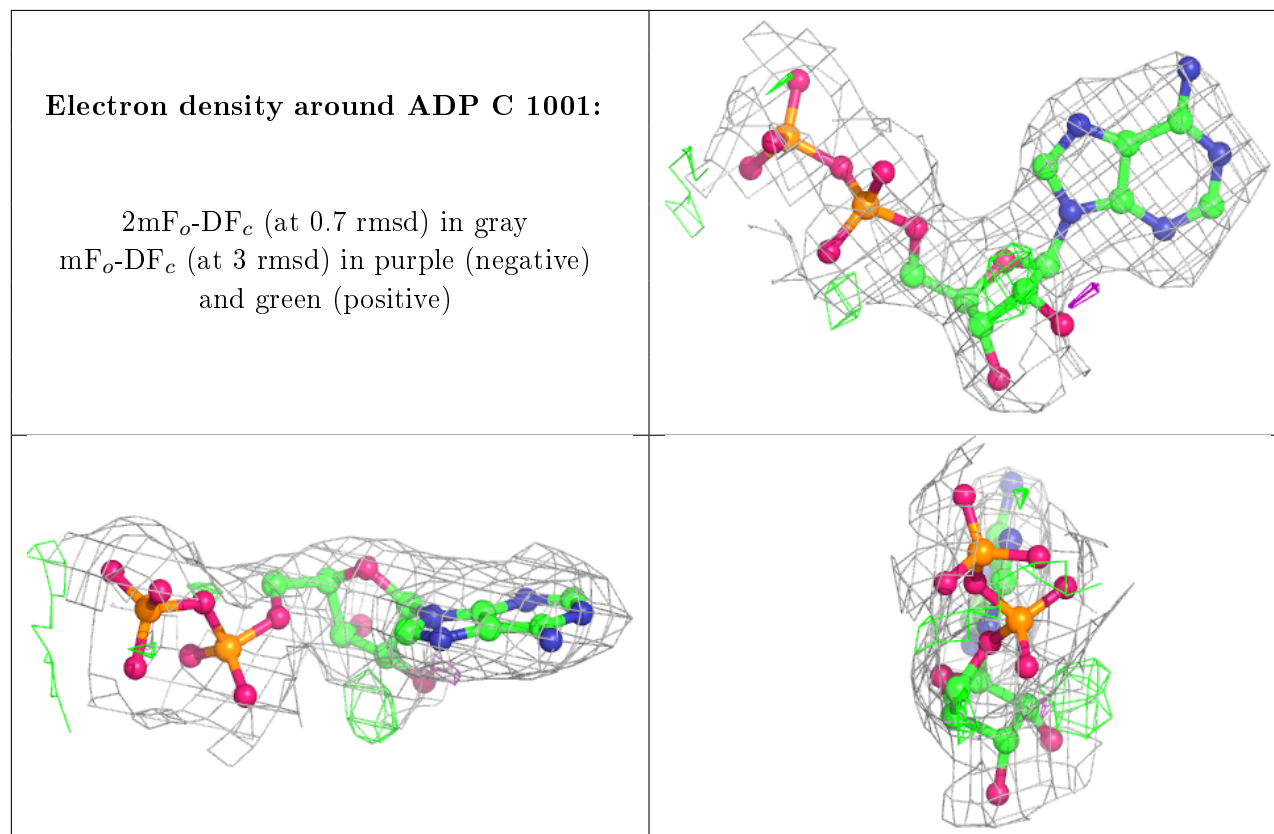 Electron density around ADP C 1001:
2mFo-DFc (at 0.7 rmsd) in gray
mFo-DFc (at 3 rmsd) in purple (negative)
and green (positive)